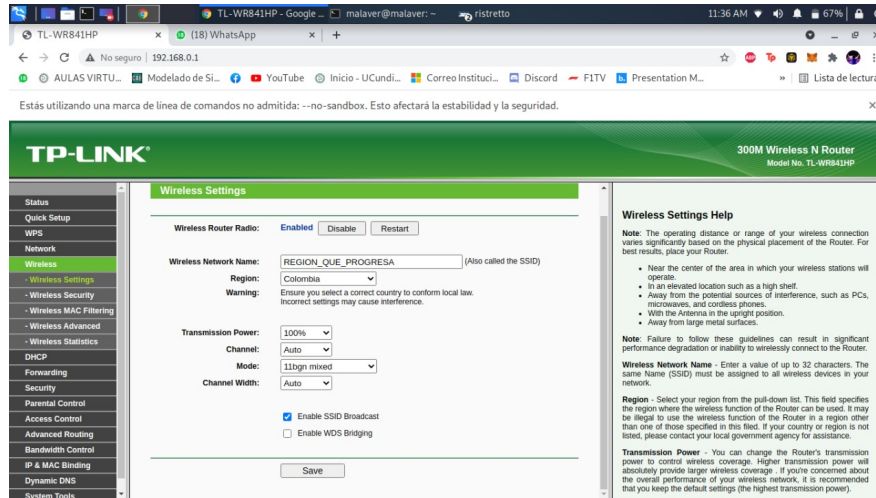 TL-WR841HP - Google ...
malaver@malaver: ~
ristretto
11:36 AM
67%
TL-WR841HP
(18) WhatsApp
No seguro
192.168.0.1
AULAS VIRTU...
Modelado de Si...
YouTube
Inicio - UCundi...
Correo Instituci...
Discord
F1TV
Presentation M...
»
Lista de lectura
Estás utilizando una marca de línea de comandos no admitida: --no-sandbox. Esto afectará la estabilidad y la seguridad.
TP-LINK®
300M Wireless N Router
Model No. TL-WR841HP
Status
Quick Setup
WPS
Network
Wireless
- Wireless Settings
- Wireless Security
- Wireless MAC Filtering
- Wireless Advanced
- Wireless Statistics
DHCP
Forwarding
Security
Parental Control
Access Control
Advanced Routing
Bandwidth Control
IP & MAC Binding
Dynamic DNS
System Tools
Wireless Settings
Wireless Router Radio: Enabled Disable Restart
Wireless Network Name: REGION_QUE_PROGRESA (Also called the SSID)
Region: Colombia
Warning: Ensure you select a correct country to conform local law.
Incorrect settings may cause interference.
Transmission Power: 100%
Channel: Auto
Mode: 11bgn mixed
Channel Width: Auto
Enable SSID Broadcast
Enable WDS Bridging
Save
Wireless Settings Help
Note: The operating distance or range of your wireless connection
varies significantly based on the physical placement of the Router. For
best results, place your Router.
• Near the center of the area in which your wireless stations will
operate.
• In an elevated location such as a high shelf.
• Away from the potential sources of interference, such as PCs,
microwaves, and cordless phones.
• With the Antenna in the upright position.
• Away from large metal surfaces.
Note: Failure to follow these guidelines can result in significant
performance degradation or inability to wirelessly connect to the Router.
Wireless Network Name - Enter a value of up to 32 characters. The
same Name (SSID) must be assigned to all wireless devices in your
network.
Region - Select your region from the pull-down list. This field specifies
the region where the wireless function of the Router can be used. It may
be illegal to use the wireless function of the Router in a region other
than one of those specified in this filed. If your country or region is not
listed, please contact your local government agency for assistance.
Transmission Power - You can change the Router's transmission
power to control wireless coverage. Higher transmission power will
absolutely provide larger wireless coverage . If you're concerned about
the overall performance of your wireless network, it is recommended
that you keep the default settings (the highest transmission power).